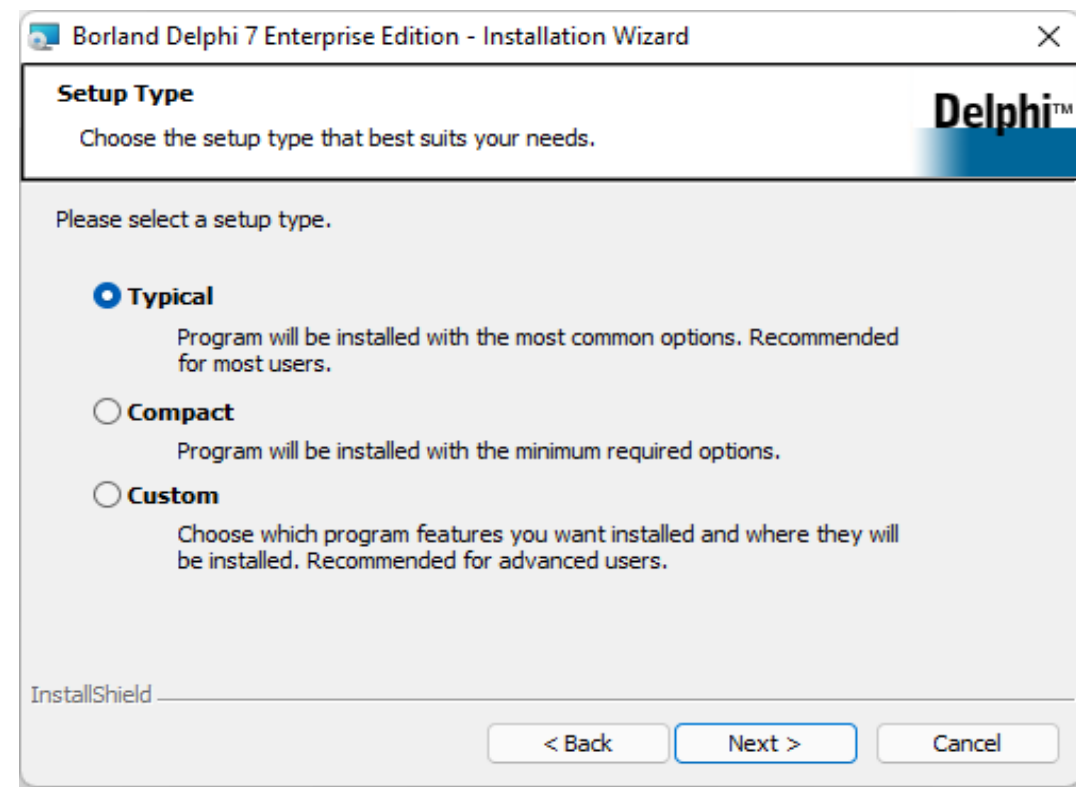 Borland Delphi 7 Enterprise Edition - Installation Wizard
Setup Type
Choose the setup type that best suits your needs.
Delphi™
Please select a setup type.
Typical
Program will be installed with the most common options. Recommended
for most users.
Compact
Program will be installed with the minimum required options.
Custom
Choose which program features you want installed and where they will
be installed. Recommended for advanced users.
InstallShield
< Back
Next >
Cancel